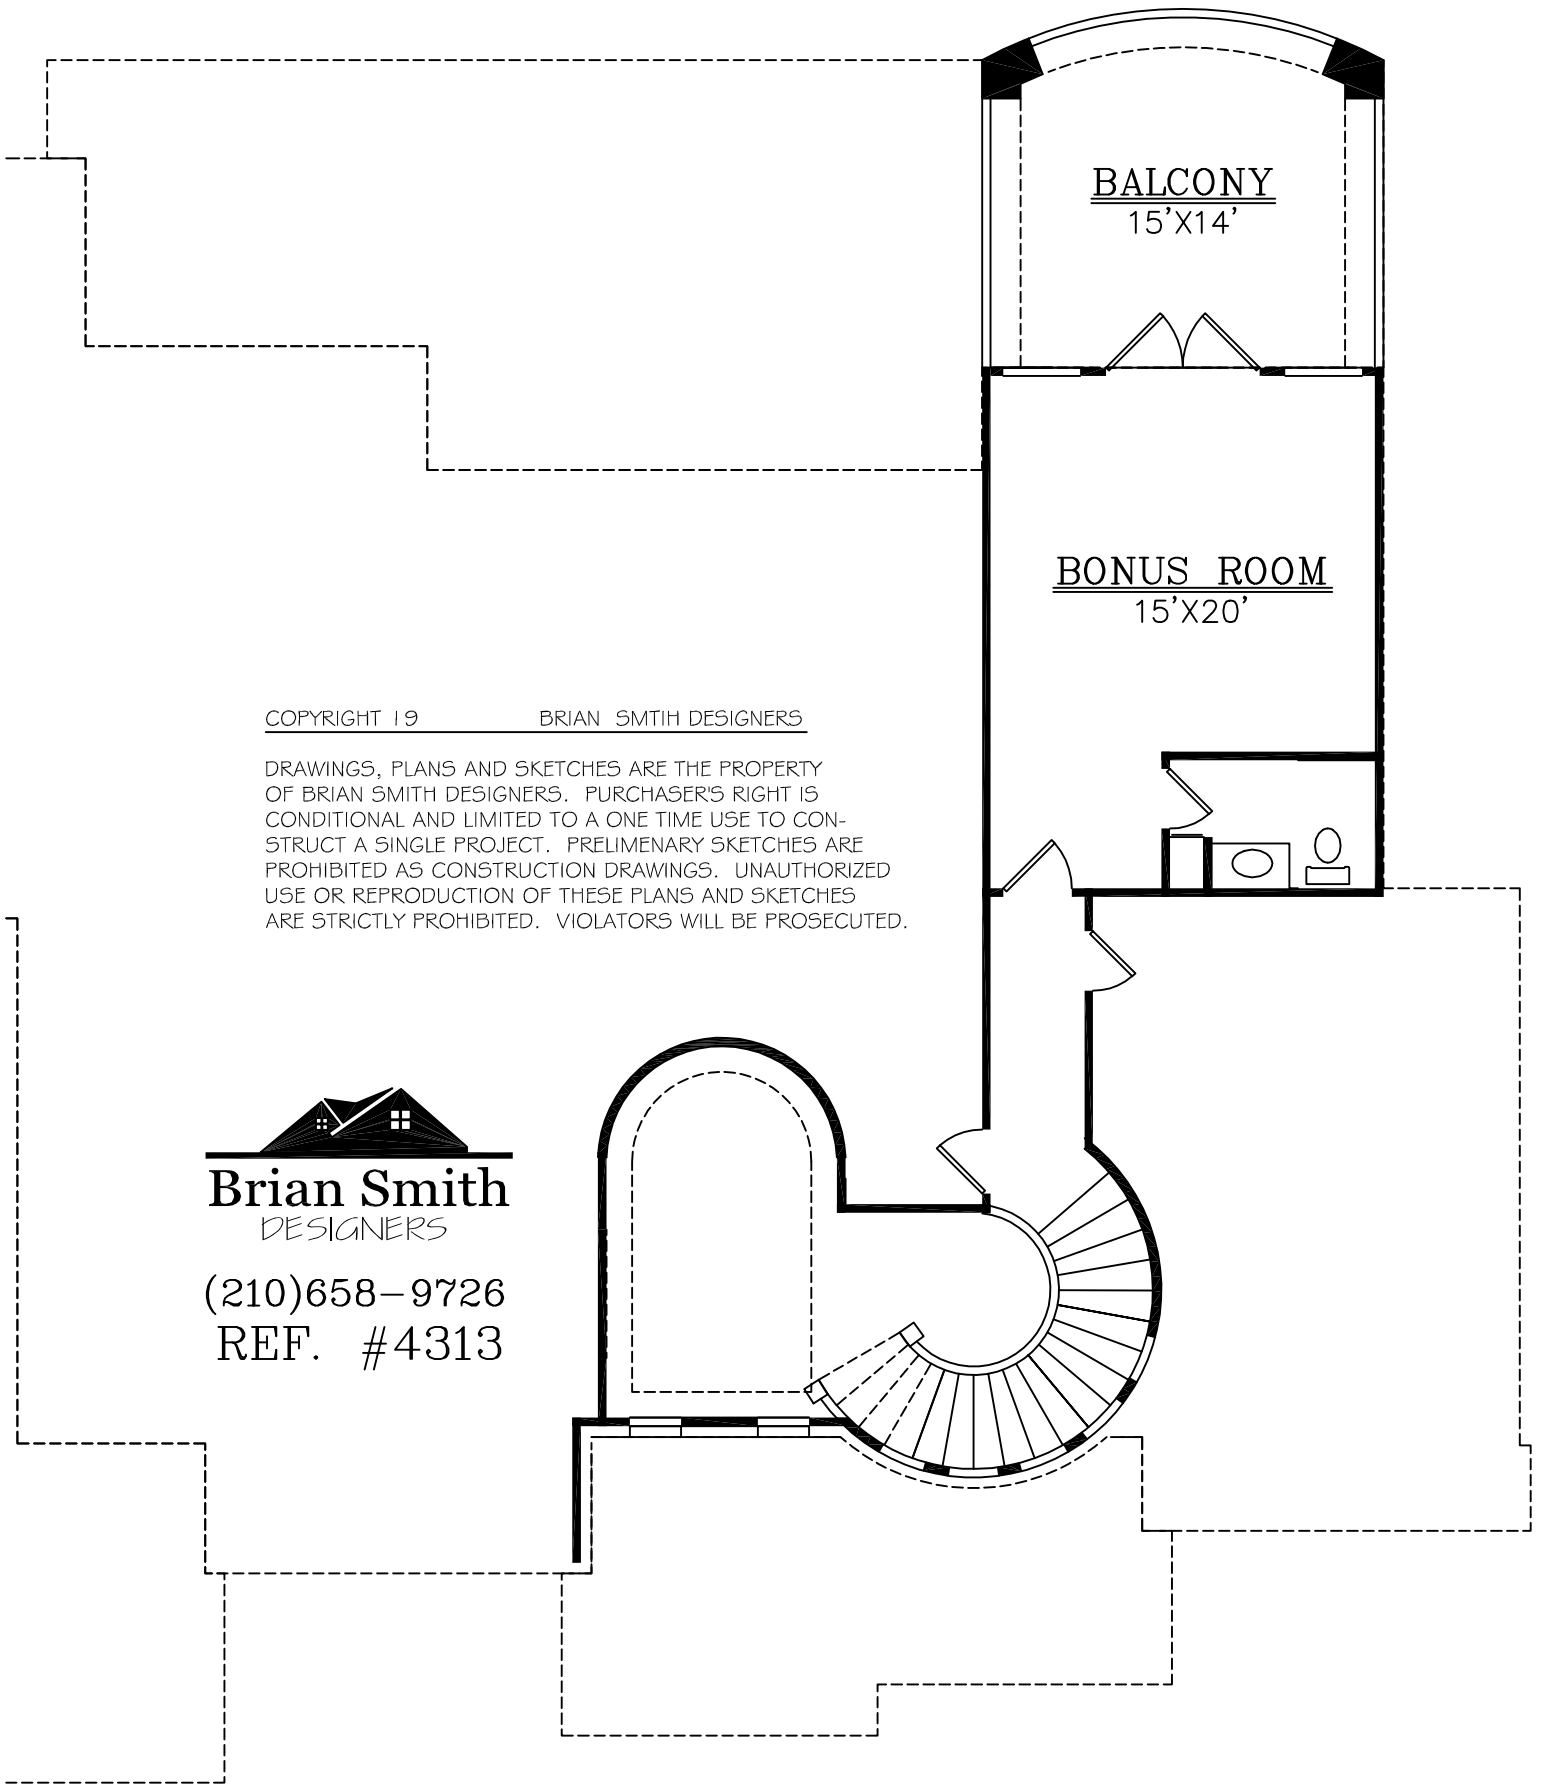 BALCONY
15'X14'
BONUS ROOM
15'X20'
COPYRIGHT 19 BRIAN SMTIH DESIGNERS
DRAWINGS, PLANS AND SKETCHES ARE THE PROPERTY
OF BRIAN SMITH DESIGNERS. PURCHASER'S RIGHT IS
CONDITIONAL AND LIMITED TO A ONE TIME USE TO CON-
STRUCT A SINGLE PROJECT. PRELIMENARY SKETCHES ARE
PROHIBITED AS CONSTRUCTION DRAWINGS. UNAUTHORIZED
USE OR REPRODUCTION OF THESE PLANS AND SKETCHES
ARE STRICTLY PROHIBITED. VIOLATORS WILL BE PROSECUTED.
Brian Smith
DESIGNERS
(210)658-9726
REF. #4313